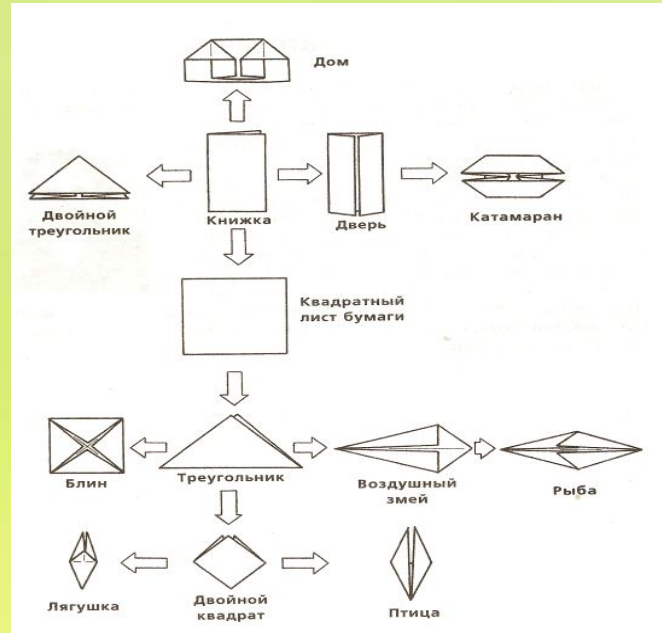 Дом
Двойной
треугольник
Книжка
Дверь
Катамаран
Квадратный
лист бумаги
Блин
Треугольник
Воздушный
змей
Рыба
Лягушка
Двойной
квадрат
Птица